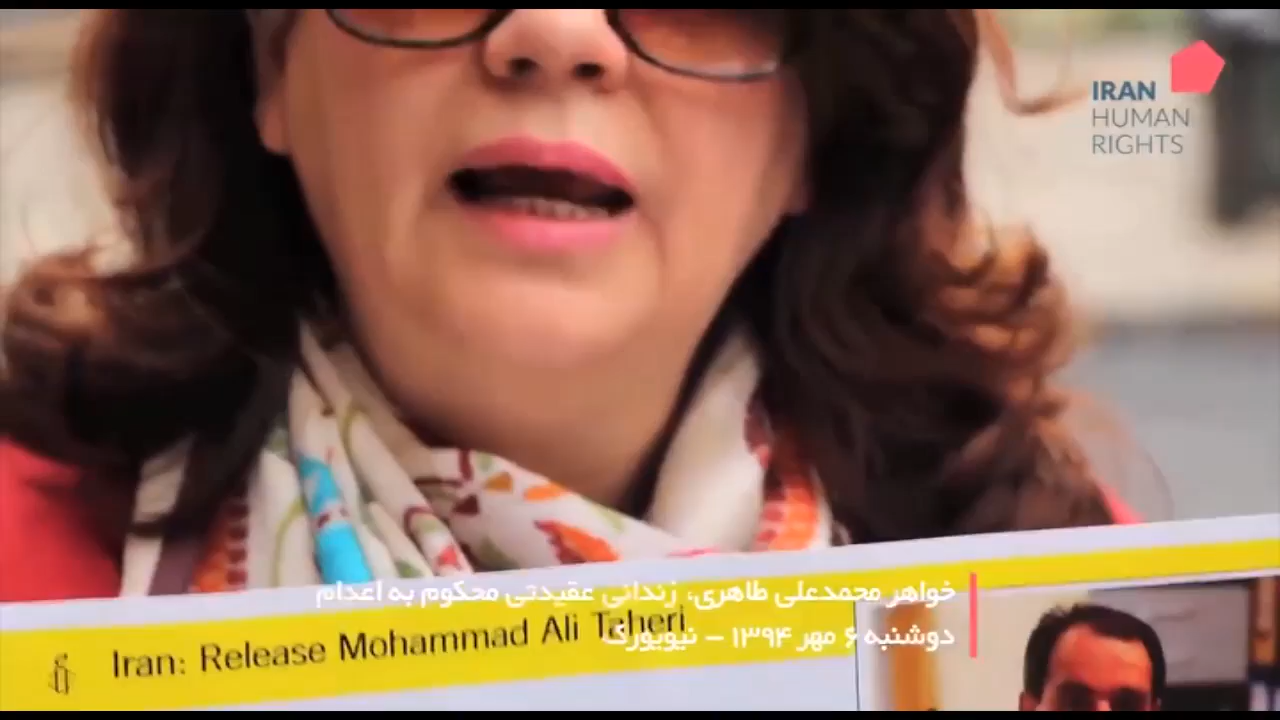 IRAN
HUMAN
RIGHTS
خواهر محمدعلی طاهری، زندانی عقیدتی محکوم به اعدام
دوشنبه ۶ مهر ۱۳۹۴ – نیویورک
Iran: Release Mohammad Ali Taheri